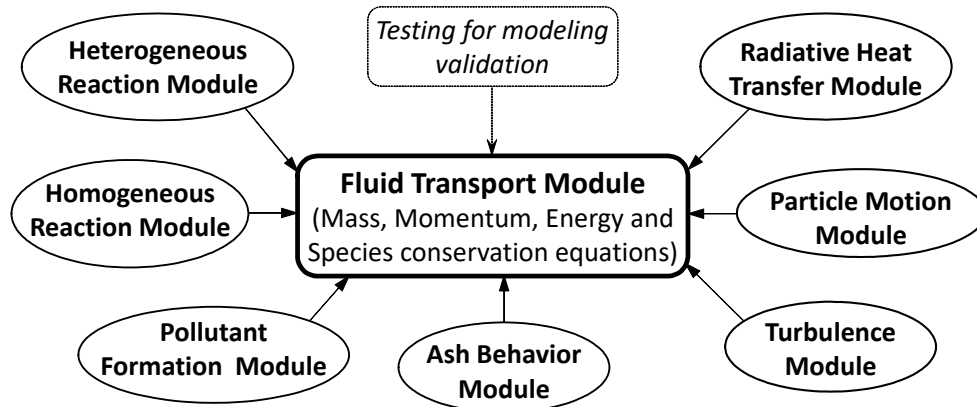 Heterogeneous
Reaction Module
Testing for modeling
validation
Radiative Heat
Transfer Module
Homogeneous
Reaction Module
Fluid Transport Module
(Mass, Momentum, Energy and
Species conservation equations)
Particle Motion
Module
Pollutant
Formation  Module
Ash Behavior
Module
Turbulence
Module